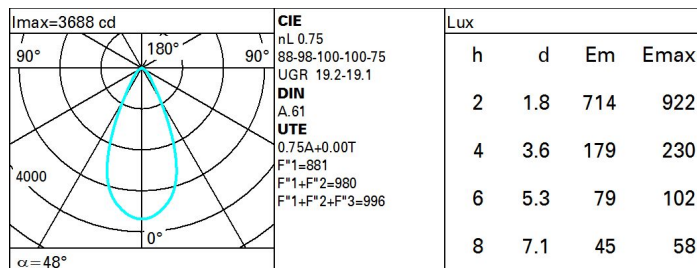 Imax=3688 cd
90°
180°
90°
4000
0°
α=48°
CIE
nL 0.75
88-98-100-100-75
UGR 19.2-19.1
DIN
A.61
UTE
0.75A+0.00T
F"1=881
F"1+F"2=980
F"1+F"2+F"3=996
Lux
h d Em Emax
2 1.8 714 922
4 3.6 179 230
6 5.3 79 102
8 7.1 45 58